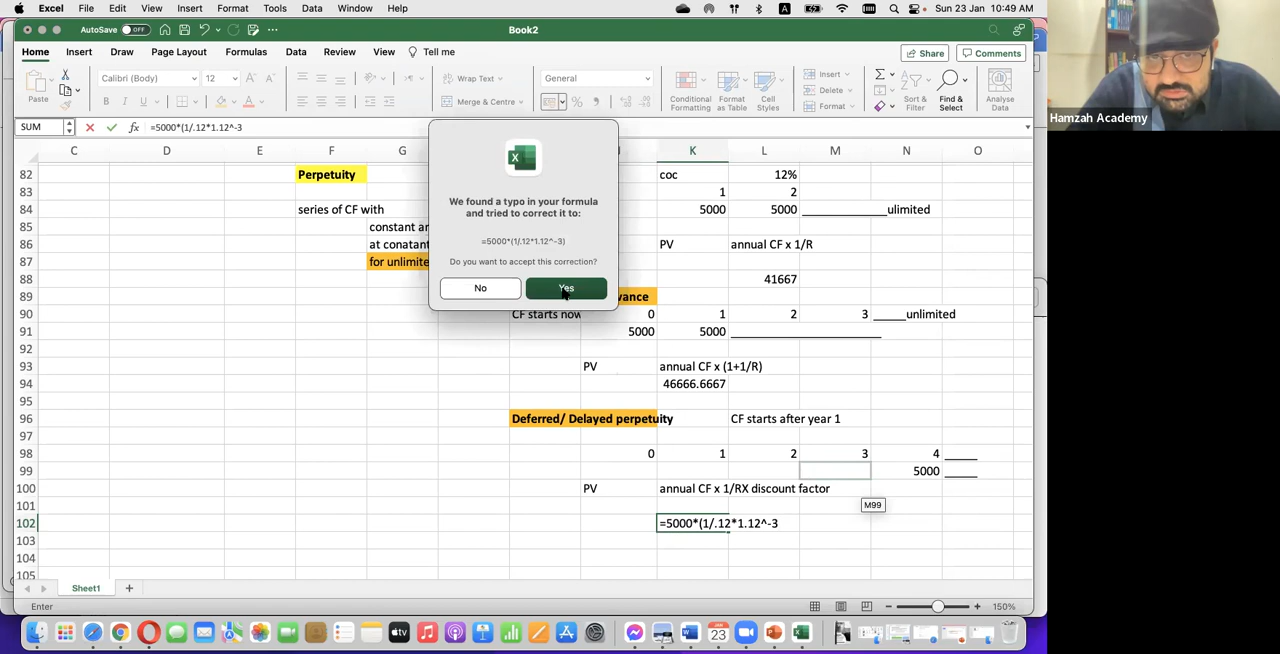 Excel File Edit View Insert Format Tools Data Window Help
A
Sun 23 Jan 10:49 AM
AutoSave OFF
Book2
Home Insert Draw Page Layout Formulas Data Review View Tell me
Share Comments
Paste
Calibri (Body) 12
B I U
Wrap Text
Merge & Centre
General
Conditional Formatting
Format as Table
Cell Styles
Insert
Delete
Format
Sort & Filter
Find & Select
Analyse Data
SUM fx =5000*(1/.12*1.12^-3
C D E F G K L M N O
82 Perpetuity coc 12%
83 1 2
84 series of CF with 5000 5000 ______________ulimited
85 constant
86 at conatant PV annual CF x 1/R
87 for unlimited
88 41667
89
90 CF starts now 0 1 2 3 _____unlimited
91 5000 5000 _________________________
92
93 PV annual CF x (1+1/R)
94 46666.6667
95
96 Deferred/ Delayed perpetuity CF starts after year 1
97
98 0 1 2 3 4 _____
99 5000 _____
100 PV annual CF x 1/RX discount factor
101 M99
102 =5000*(1/.12*1.12^-3
103
104
105
We found a typo in your formula
and tried to correct it to:
=5000*(1/.12*1.12^-3)
Do you want to accept this correction?
No Yes
Sheet1 +
Enter
150%
Hamzah Academy
tv
JAN
23